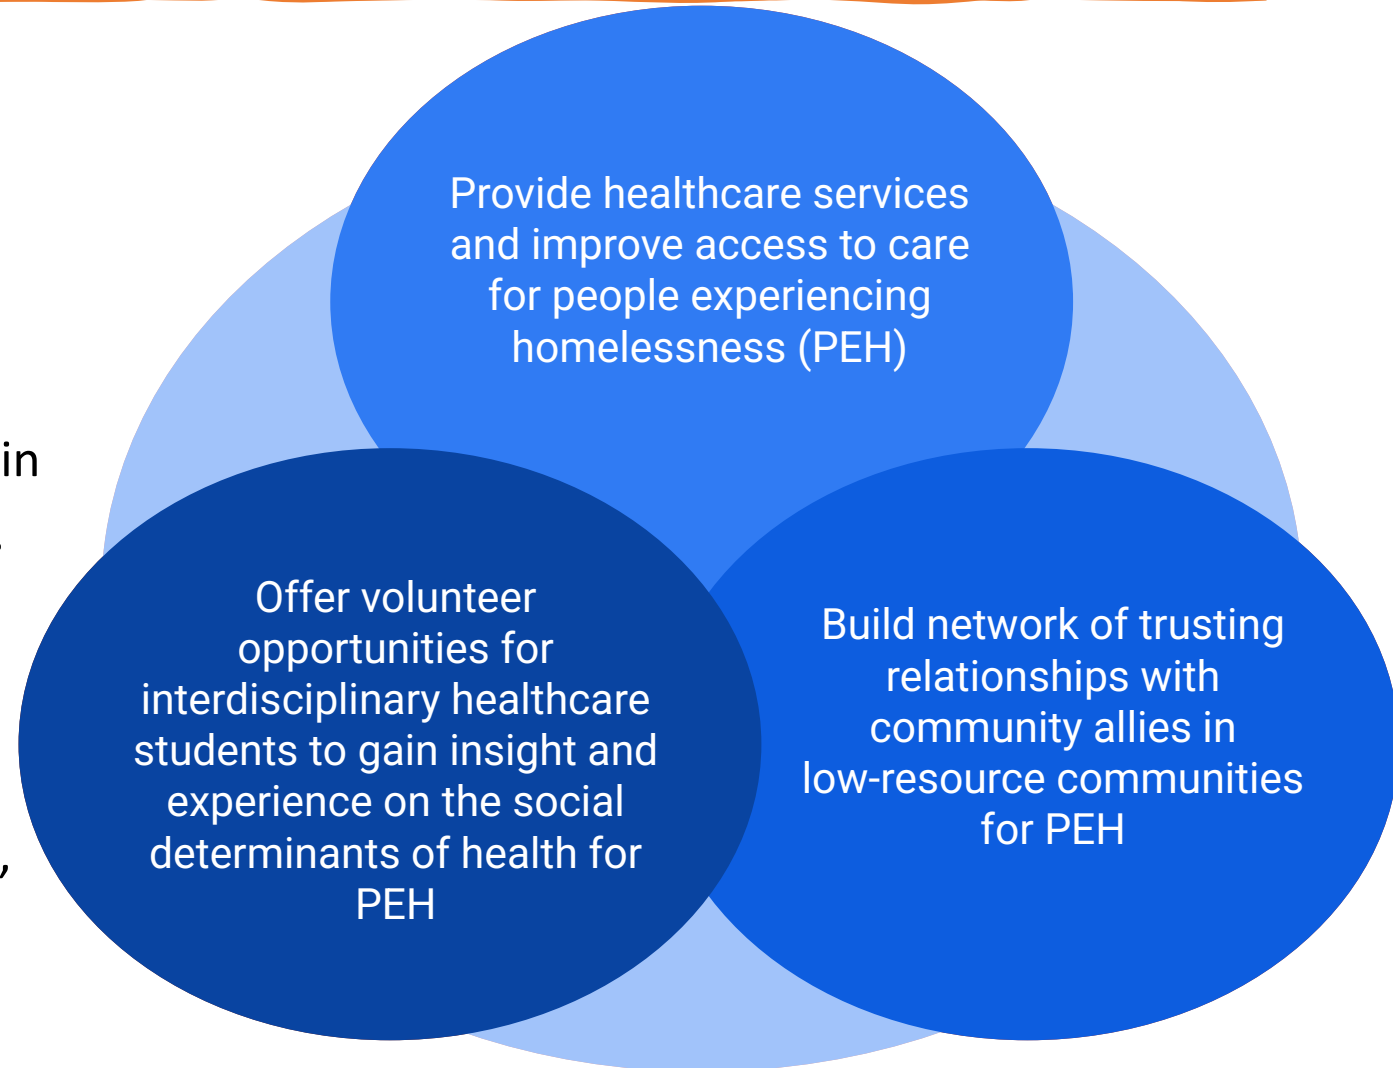 Provide healthcare services
and improve access to care
for people experiencing
homelessness (PEH)
in
Offer volunteer
opportunities for
interdisciplinary healthcare
students to gain insight and
experience on the social
determinants of health for
PEH
Build network of trusting
relationships with
community allies in
low-resource communities
for PEH
,